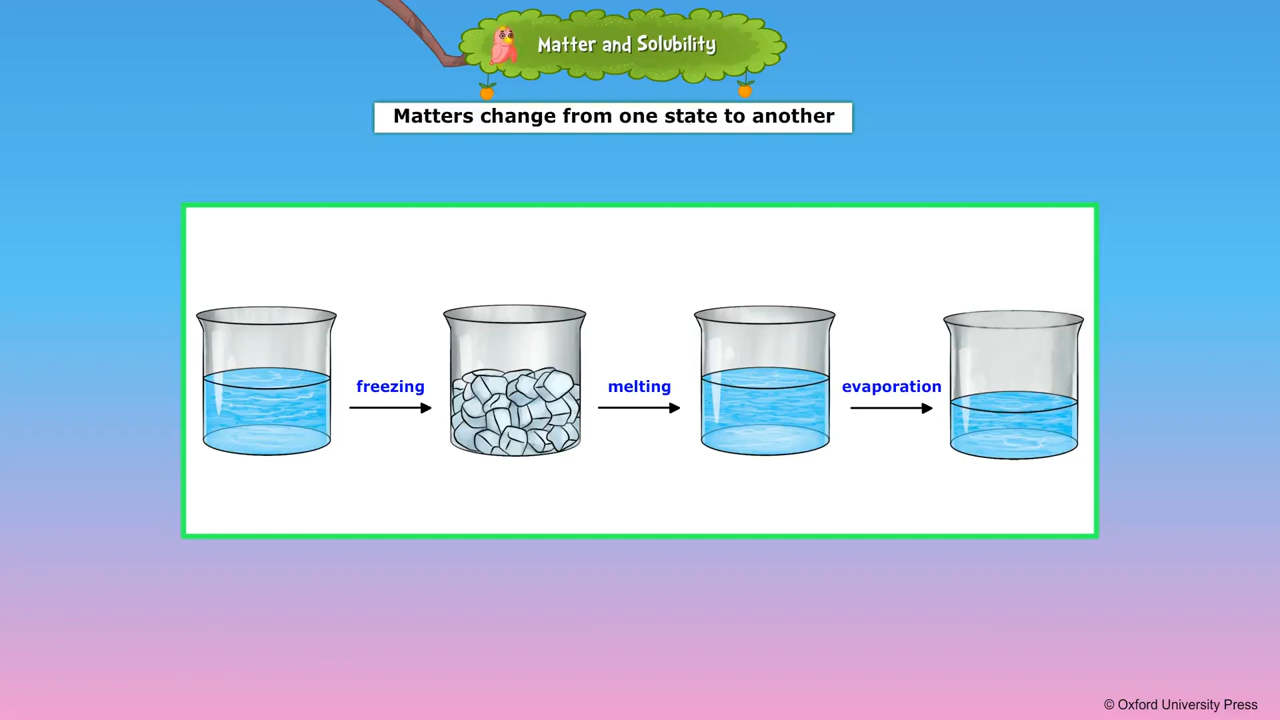 Matter and Solubility
Matters change from one state to another
freezing
melting
evaporation
© Oxford University Press